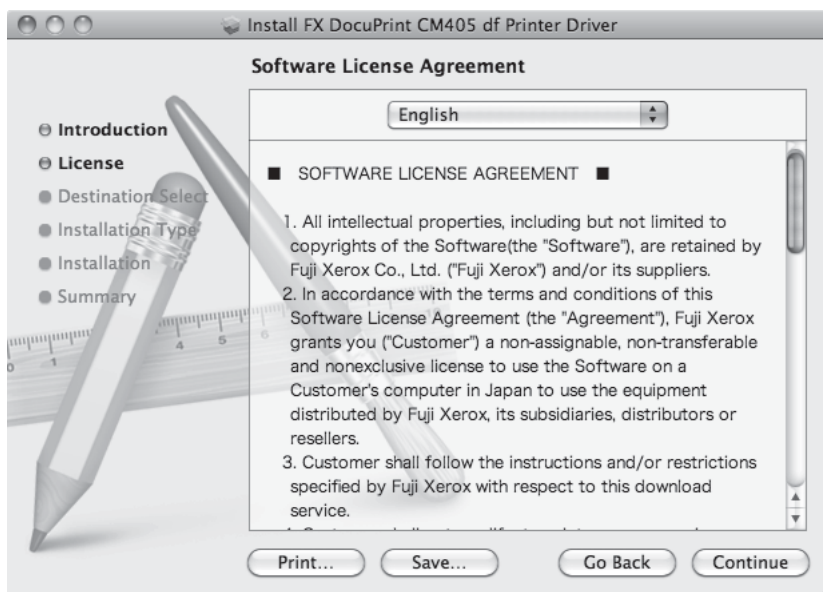 Install FX DocuPrint CM405 df Printer Driver
Software License Agreement
Introduction
License
Destination Select
Installation Type
Installation
Summary
English
■ SOFTWARE LICENSE AGREEMENT ■
1. All intellectual properties, including but not limited to
copyrights of the Software(the "Software"), are retained by
Fuji Xerox Co., Ltd. ("Fuji Xerox") and/or its suppliers.
2. In accordance with the terms and conditions of this
Software License Agreement (the "Agreement"), Fuji Xerox
grants you ("Customer") a non-assignable, non-transferable
and nonexclusive license to use the Software on a
Customer's computer in Japan to use the equipment
distributed by Fuji Xerox, its subsidiaries, distributors or
resellers.
3. Customer shall follow the instructions and/or restrictions
specified by Fuji Xerox with respect to this download
service.
Print...
Save...
Go Back
Continue